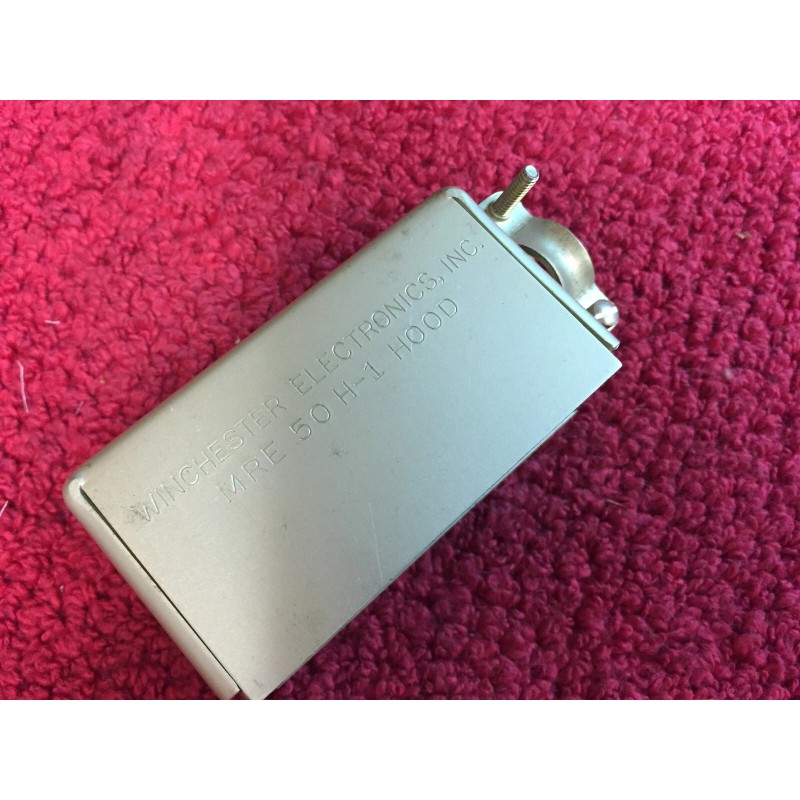 WINCHESTER ELECTRONICS, INC.
MRE 50 H-1 HOOD